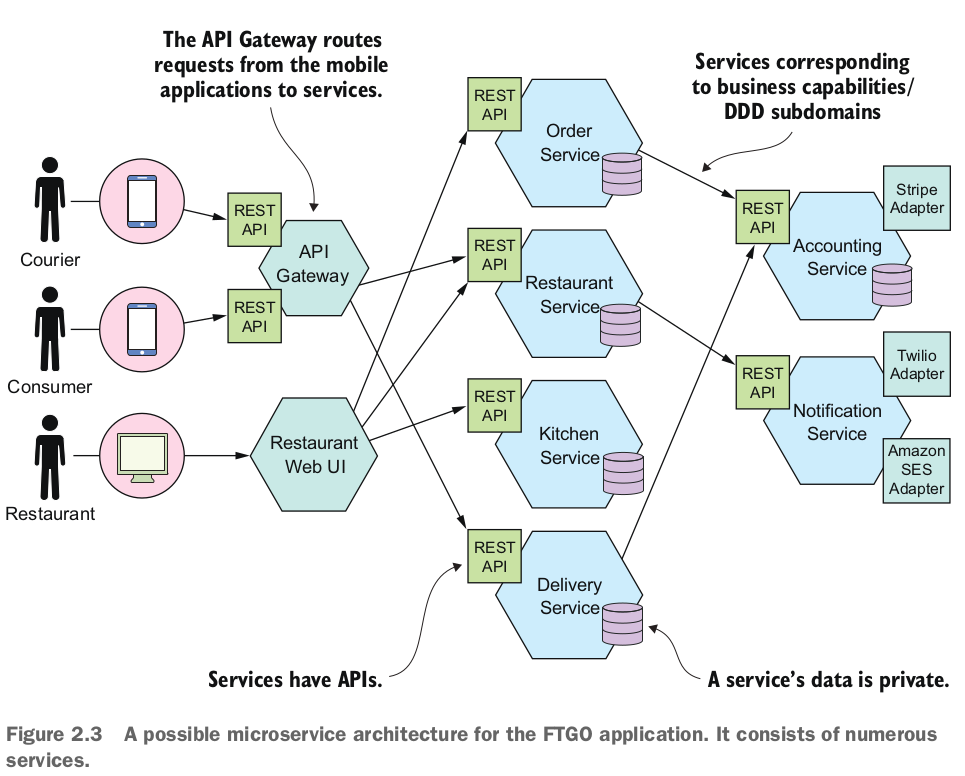 The API Gateway routes
requests from the mobile
applications to services.
Services corresponding
to business capabilities/
DDD subdomains
Courier
REST
API
API
Gateway
Consumer
REST
API
Restaurant
Restaurant
Web UI
REST
API
Order
Service
REST
API
Restaurant
Service
REST
API
Kitchen
Service
REST
API
Delivery
Service
REST
API
Accounting
Service
Stripe
Adapter
REST
API
Notification
Service
Twilio
Adapter
Amazon
SES
Adapter
Services have APIs.
A service's data is private.
Figure 2.3 A possible microservice architecture for the FTGO application. It consists of numerous
services.